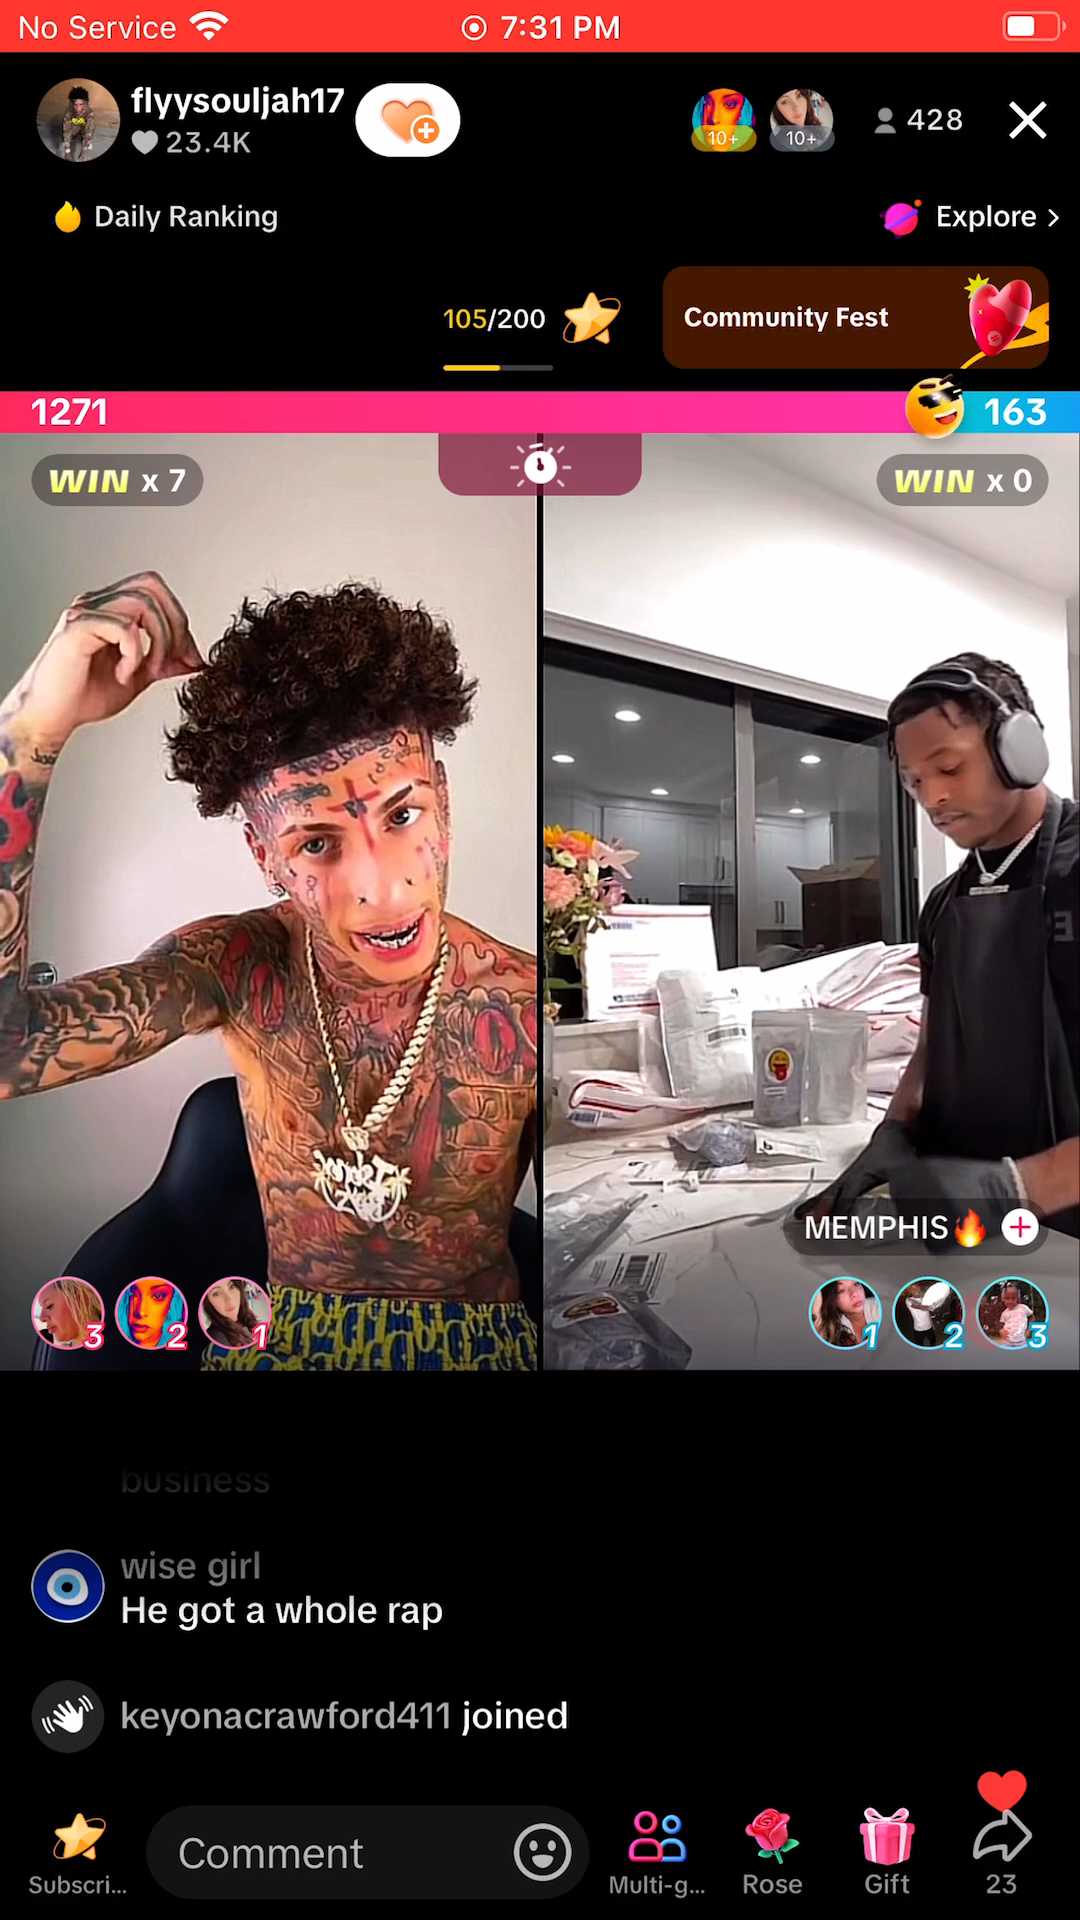 No Service 7:31 PM
flyysouljah17
23.4K
10+ 10+ 428
Daily Ranking
Explore >
105/200
Community Fest
1271 163
WIN x 7
WIN x 0
MEMPHIS🔥
3 2 1
1 2 3
business
wise girl
He got a whole rap
keyonacrawford411 joined
Comment
Subscri... Multi-g... Rose Gift 23